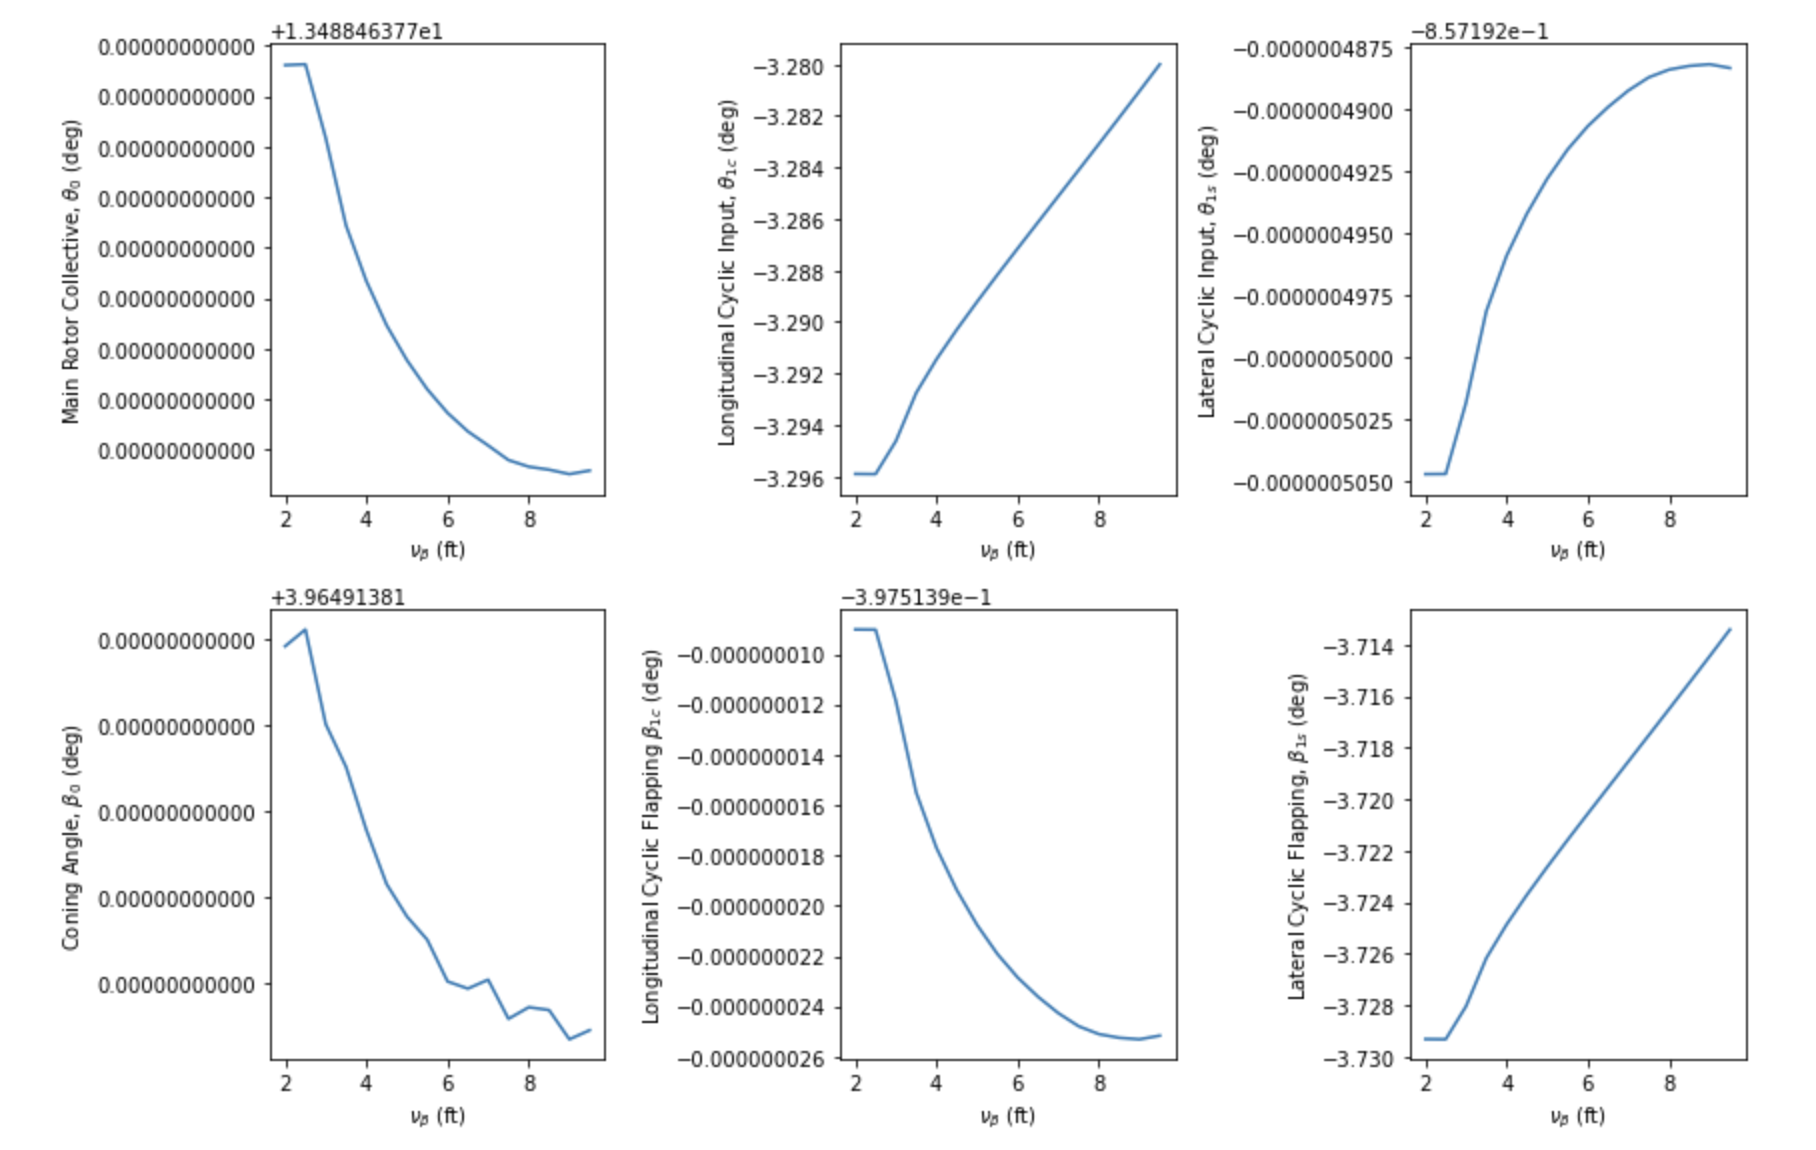 +1.348846377e1
0.00000000000
0.00000000000
0.00000000000
0.00000000000
0.00000000000
0.00000000000
0.00000000000
0.00000000000
0.00000000000
Main Rotor Collective, θ₀ (deg)
2 4 6 8
νᵦ (ft)
−3.280
−3.282
−3.284
−3.286
−3.288
−3.290
−3.292
−3.294
−3.296
Longitudinal Cyclic Input, θ₁c (deg)
2 4 6 8
νᵦ (ft)
−8.57192e−1
−0.0000004875
−0.0000004900
−0.0000004925
−0.0000004950
−0.0000004975
−0.0000005000
−0.0000005025
−0.0000005050
Lateral Cyclic Input, θ₁s (deg)
2 4 6 8
νᵦ (ft)
+3.96491381
0.000000000000
0.000000000000
0.000000000000
0.000000000000
0.000000000000
Coning Angle, β₀ (deg)
2 4 6 8
νᵦ (ft)
−3.975139e−1
−0.000000010
−0.000000012
−0.000000014
−0.000000016
−0.000000018
−0.000000020
−0.000000022
−0.000000024
−0.000000026
Longitudinal Cyclic Flapping β₁c (deg)
2 4 6 8
νᵦ (ft)
−3.714
−3.716
−3.718
−3.720
−3.722
−3.724
−3.726
−3.728
−3.730
Lateral Cyclic Flapping, β₁s (deg)
2 4 6 8
νᵦ (ft)